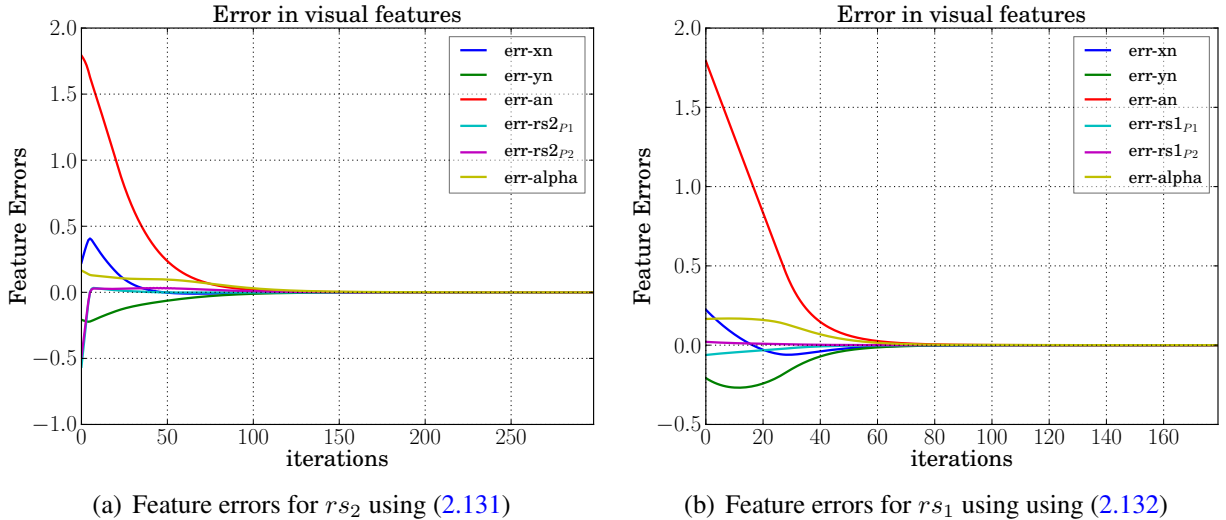 Error in visual features
2.0
1.5
1.0
0.5
0.0
−0.5
−1.0
Feature Errors
err-xn
err-yn
err-an
err-rs2P1
err-rs2P2
err-alpha
0 50 100 150 200 250
iterations
(a) Feature errors for rs2 using (2.131)
Error in visual features
2.0
1.5
1.0
0.5
0.0
−0.5
Feature Errors
err-xn
err-yn
err-an
err-rs1P1
err-rs1P2
err-alpha
0 20 40 60 80 100 120 140 160
iterations
(b) Feature errors for rs1 using using (2.132)